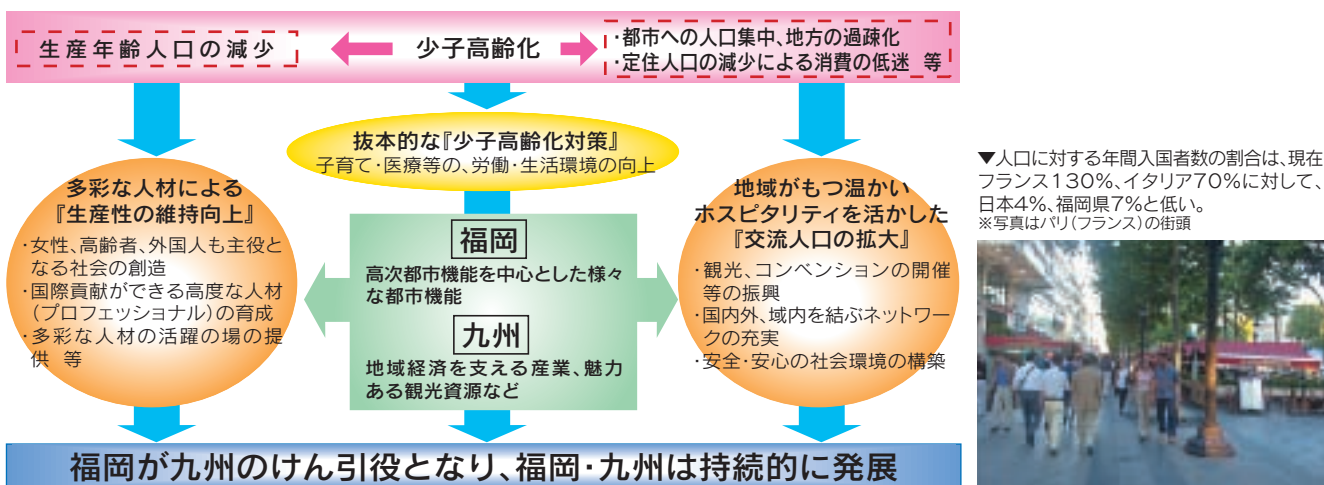 生産年齢人口の減少
少子高齢化
・都市への人口集中、地方の過疎化
・定住人口の減少による消費の低迷 等
抜本的な『少子高齢化対策』
子育て・医療等の、労働・生活環境の向上
多彩な人材による
『生産性の維持向上』
・女性、高齢者、外国人も主役と
なる社会の創造
・国際貢献ができる高度な人材
(プロフェッショナル)の育成
・多彩な人材の活躍の場の提
供 等
福岡
高次都市機能を中心とした様々
な都市機能
九州
地域経済を支える産業、魅力
ある観光資源など
地域がもつ温かい
ホスピタリティを活かした
『交流人口の拡大』
・観光、コンベンションの開催
等の振興
・国内外、域内を結ぶネットワー
クの充実
・安全・安心の社会環境の構築
福岡が九州のけん引役となり、福岡・九州は持続的に発展
▼人口に対する年間入国者数の割合は、現在
フランス130%、イタリア70%に対して、
日本4%、福岡県7%と低い。
※写真はパリ(フランス)の街頭